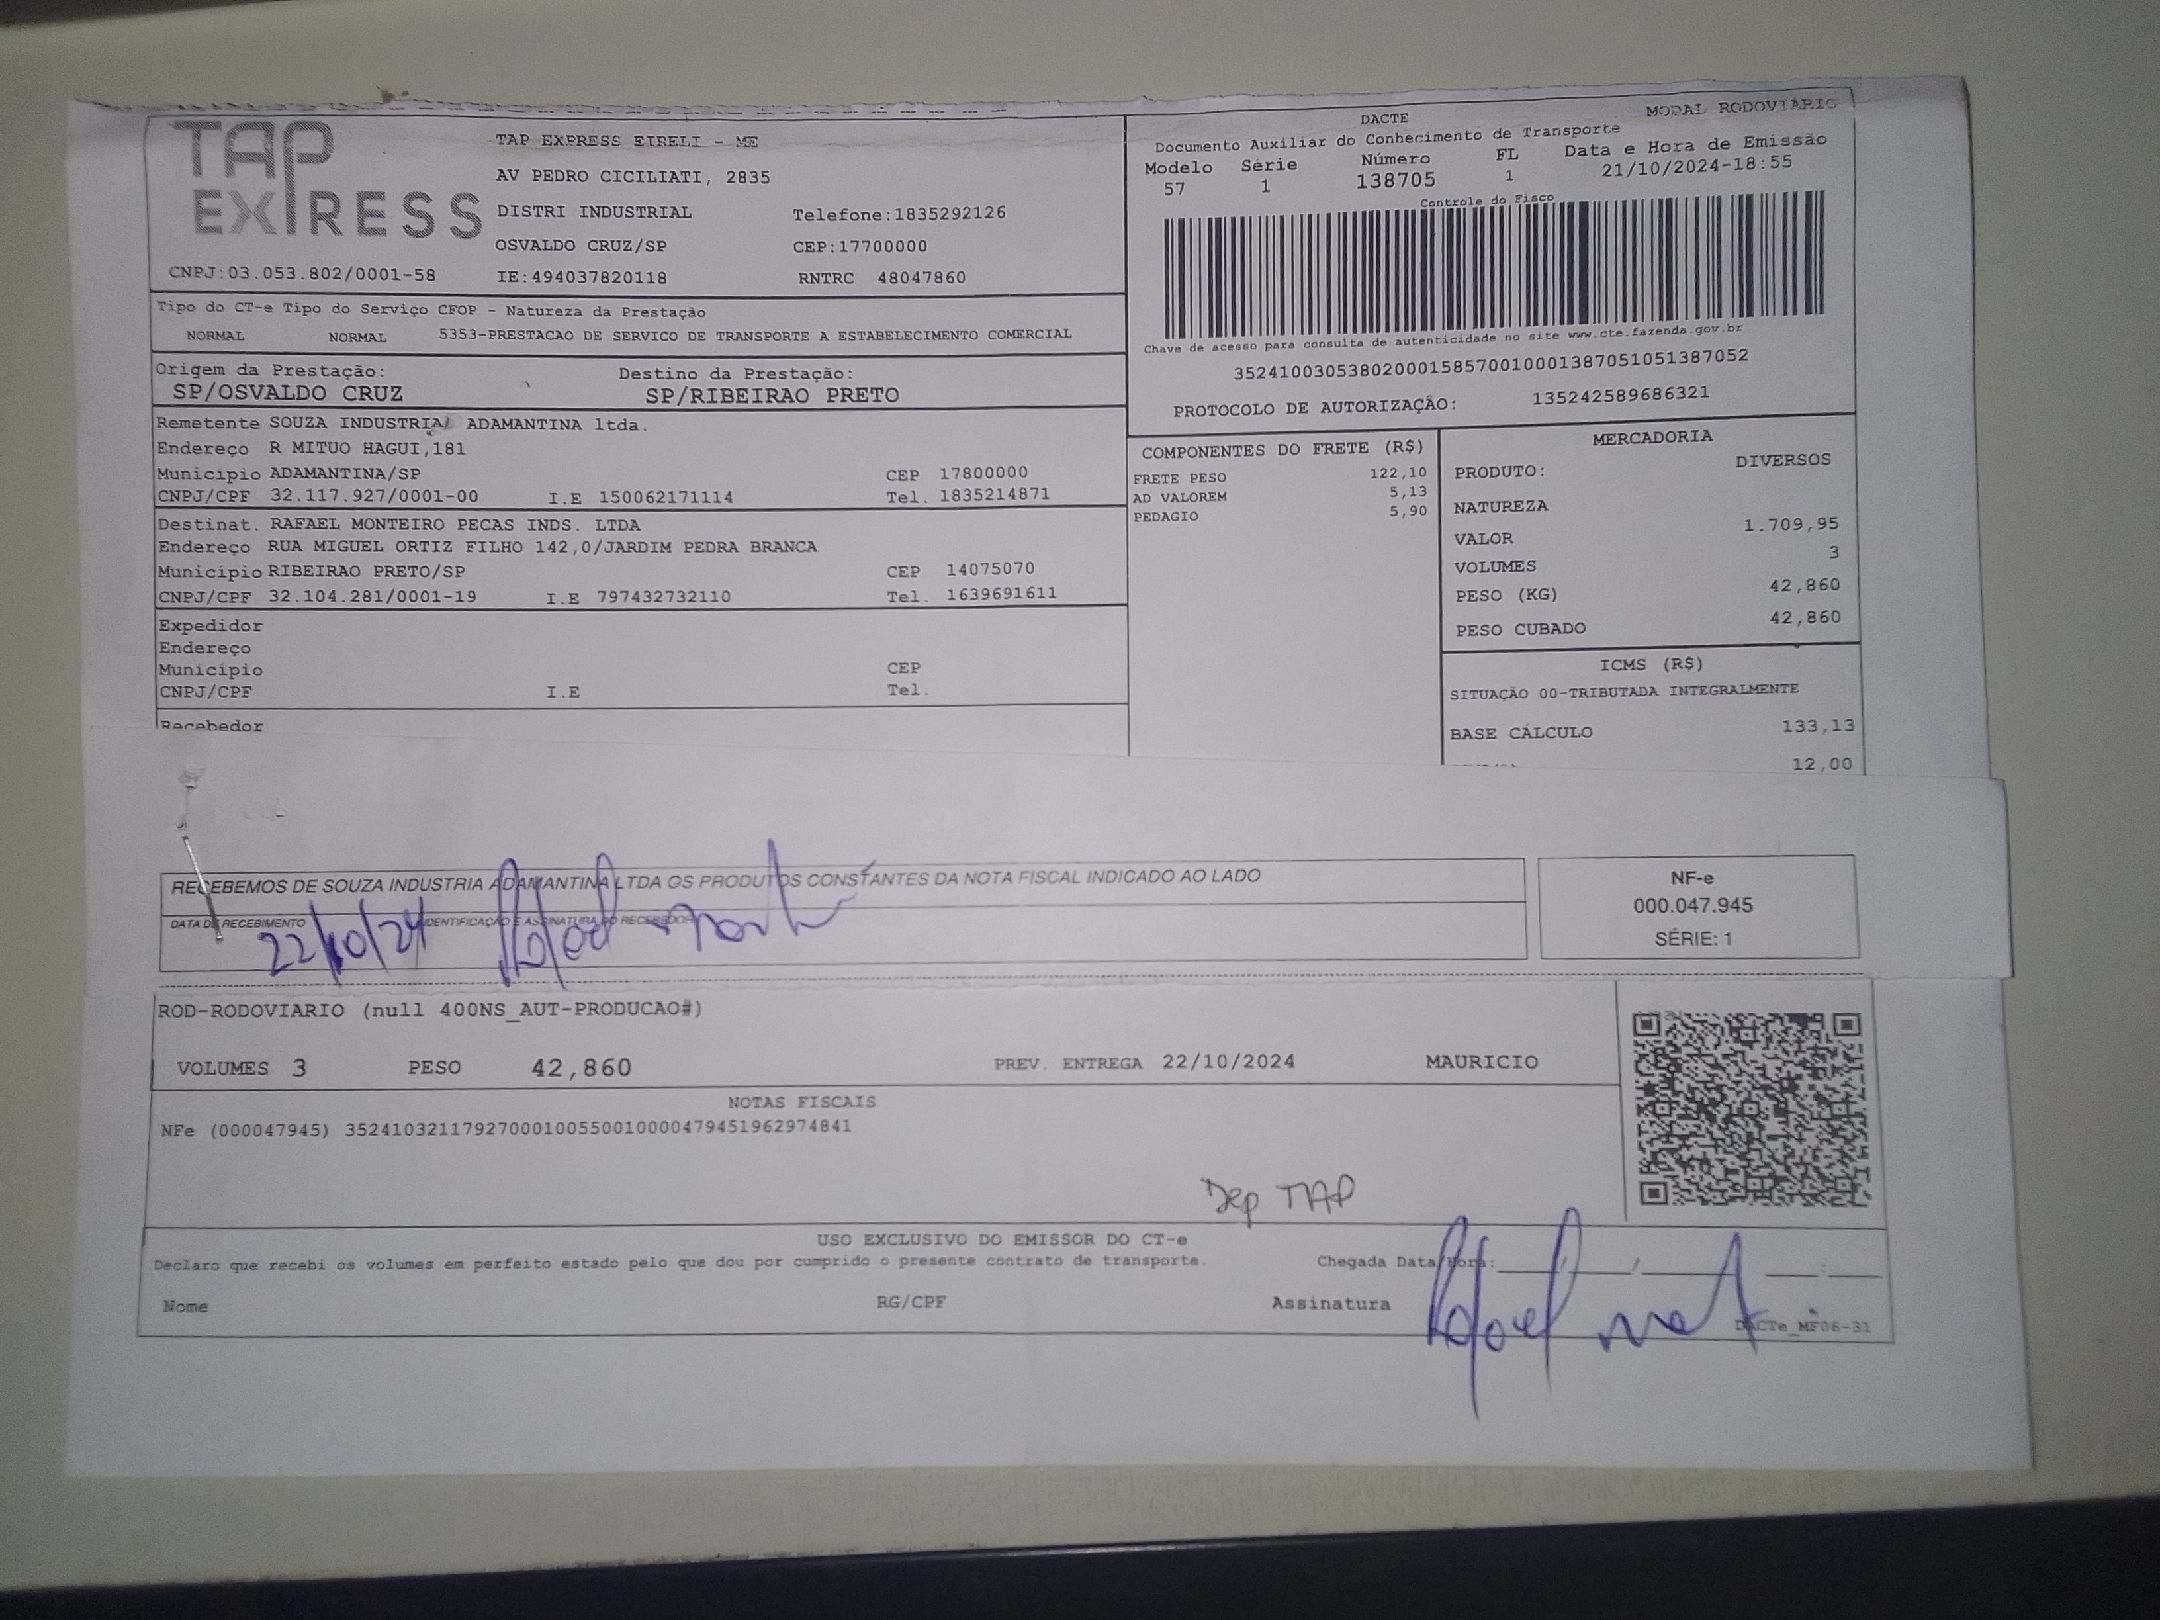 TAP EXPRESS
TAP EXPRESS EIRELI - ME
AV PEDRO CICILIATI, 2835
DISTRI INDUSTRIAL Telefone:1835292126
OSVALDO CRUZ/SP CEP:17700000
CNPJ:03.053.802/0001-58 IE:494037820118 RNTRC 48047860
DACTE MODAL RODOVIÁRIO
Documento Auxiliar do Conhecimento de Transporte
Modelo Série Número FL Data e Hora de Emissão
57 1 138705 1 21/10/2024-18:55
Controle do Fisco
Chave de acesso para consulta de autenticidade no site www.cte.fazenda.gov.br
35241003053802000158570010001387051051387052
PROTOCOLO DE AUTORIZAÇÃO: 135242589686321
Tipo do CT-e Tipo do Serviço CFOP - Natureza da Prestação
NORMAL NORMAL 5353-PRESTACAO DE SERVICO DE TRANSPORTE A ESTABELECIMENTO COMERCIAL
Origem da Prestação: Destino da Prestação:
SP/OSVALDO CRUZ SP/RIBEIRAO PRETO
Remetente SOUZA INDUSTRIAL ADAMANTINA ltda.
Endereço R MITUO HAGUI,181
Município ADAMANTINA/SP CEP 17800000
CNPJ/CPF 32.117.927/0001-00 I.E 150062171114 Tel. 1835214871
Destinat. RAFAEL MONTEIRO PECAS INDS. LTDA
Endereço RUA MIGUEL ORTIZ FILHO 142,0/JARDIM PEDRA BRANCA
Município RIBEIRAO PRETO/SP CEP 14075070
CNPJ/CPF 32.104.281/0001-19 I.E 797432732110 Tel. 1639691611
Expedidor
Endereço
Município CEP
CNPJ/CPF I.E Tel.
Recebedor
COMPONENTES DO FRETE (R$)
FRETE PESO 122,10
AD VALOREM 5,13
PEDAGIO 5,90
MERCADORIA
PRODUTO: DIVERSOS
NATUREZA
VALOR 1.709,95
VOLUMES 3
PESO (KG) 42,860
PESO CUBADO 42,860
ICMS (R$)
SITUAÇÃO 00-TRIBUTADA INTEGRALMENTE
BASE CÁLCULO 133,13
12,00
RECEBEMOS DE SOUZA INDUSTRIA ADAMANTINA LTDA OS PRODUTOS CONSTANTES DA NOTA FISCAL INDICADO AO LADO
DATA DE RECEBIMENTO IDENTIFICAÇÃO E ASSINATURA DO RECEBEDOR
22/10/24
NF-e
000.047.945
SÉRIE: 1
ROD-RODOVIARIO (null 400NS_AUT-PRODUCAO#)
VOLUMES 3 PESO 42,860 PREV. ENTREGA 22/10/2024 MAURICIO
NOTAS FISCAIS
NFe (000047945) 35241032117927000100550010000479451962974841
Dep TAP
USO EXCLUSIVO DO EMISSOR DO CT-e
Declaro que recebi os volumes em perfeito estado pelo que dou por cumprido o presente contrato de transporte. Chegada Data/Hora: ____/____/____ ___:___
Nome RG/CPF Assinatura Rafael
DACTe_MF06-31